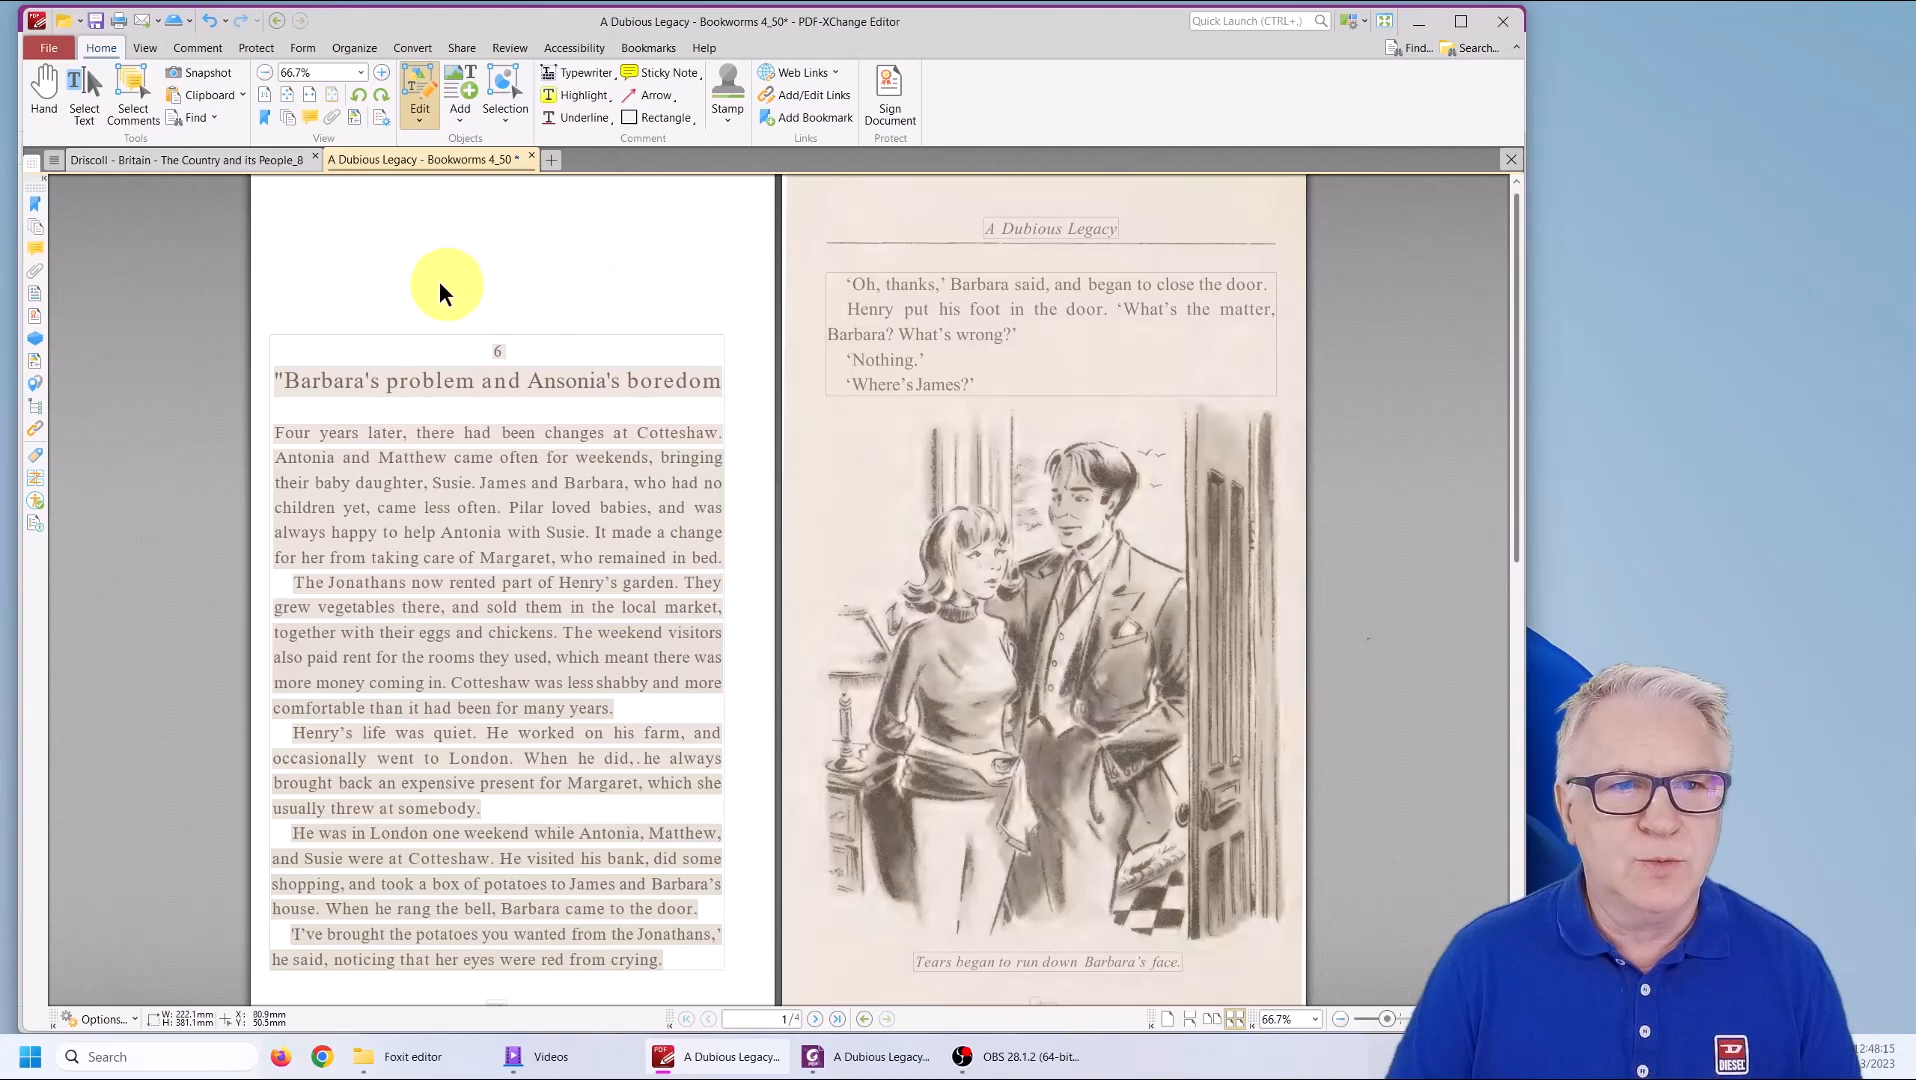 A Dubious Legacy - Bookworms 4_50* - PDF-XChange Editor
Quick Launch (CTRL+.)
File Home View Comment Protect Form Organize Convert Share Review Accessibility Bookmarks Help
Find... Search...
Hand
Select Text
Select Comments
Snapshot
Clipboard
Find
Tools
66.7%
View
Edit
Add
Selection
Objects
Typewriter
Highlight
Underline
Sticky Note
Arrow
Rectangle
Stamp
Comment
Web Links
Add/Edit Links
Add Bookmark
Links
Sign Document
Protect
Driscoll - Britain - The Country and its People_8
A Dubious Legacy - Bookworms 4_50 *
6
"Barbara's problem and Ansonia's boredom
Four years later, there had been changes at Cotteshaw.
Antonia and Matthew came often for weekends, bringing
their baby daughter, Susie. James and Barbara, who had no
children yet, came less often. Pilar loved babies, and was
always happy to help Antonia with Susie. It made a change
for her from taking care of Margaret, who remained in bed.
The Jonathans now rented part of Henry’s garden. They
grew vegetables there, and sold them in the local market,
together with their eggs and chickens. The weekend visitors
also paid rent for the rooms they used, which meant there was
more money coming in. Cotteshaw was less shabby and more
comfortable than it had been for many years.
Henry’s life was quiet. He worked on his farm, and
occasionally went to London. When he did,. he always
brought back an expensive present for Margaret, which she
usually threw at somebody.
He was in London one weekend while Antonia, Matthew,
and Susie were at Cotteshaw. He visited his bank, did some
shopping, and took a box of potatoes to James and Barbara’s
house. When he rang the bell, Barbara came to the door.
'I’ve brought the potatoes you wanted from the Jonathans,’
he said, noticing that her eyes were red from crying.
A Dubious Legacy
‘Oh, thanks,’ Barbara said, and began to close the door.
Henry put his foot in the door. ‘What’s the matter,
Barbara? What’s wrong?’
‘Nothing.’
‘Where’s James?’
Tears began to run down Barbara’s face.
Options...
W: 222.1mm
H: 381.1mm
X: 80.9mm
Y: 50.5mm
1 / 4
66.7%
DIESEL
Search
Foxit editor
Videos
A Dubious Legacy...
A Dubious Legacy...
OBS 28.1.2 (64-bit...
12:48:15
3/2023